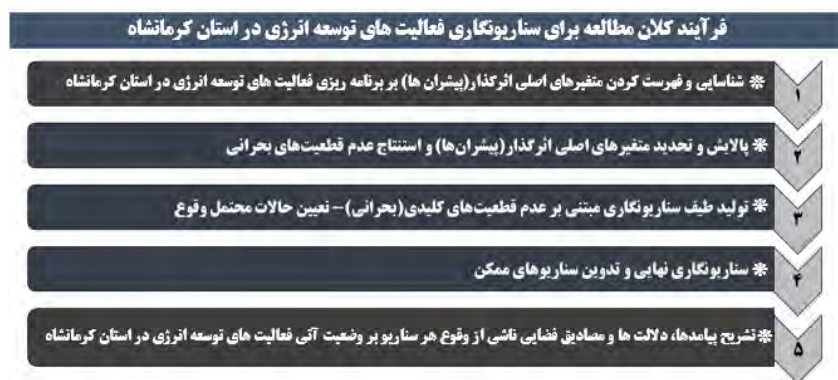 فرآیند کلان مطالعه برای سناریونگاری فعالیت های توسعه انرژی در استان کرمانشاه
۱ ❊ شناسایی و فهرست کردن متغیرهای اصلی اثرگذار(پیشران ها) بر برنامه ریزی فعالیت های توسعه انرژی در استان کرمانشاه
۲ ❊ پالایش و تحدید متغیرهای اصلی اثرگذار(پیشران‌ها) و استنتاج عدم قطعیت‌های بحرانی
۳ ❊ تولید طیف سناریونگاری مبتنی بر عدم قطعیت‌های کلیدی(بحرانی)– تعیین حالات محتمل وقوع
۴ ❊ سناریونگاری نهایی و تدوین سناریوهای ممکن
۵ ❊تشریح پیامدها، دلالت ها و مصادیق فضایی ناشی از وقوع هر سناریو بر وضعیت آتی فعالیت های توسعه انرژی در استان کرمانشاه